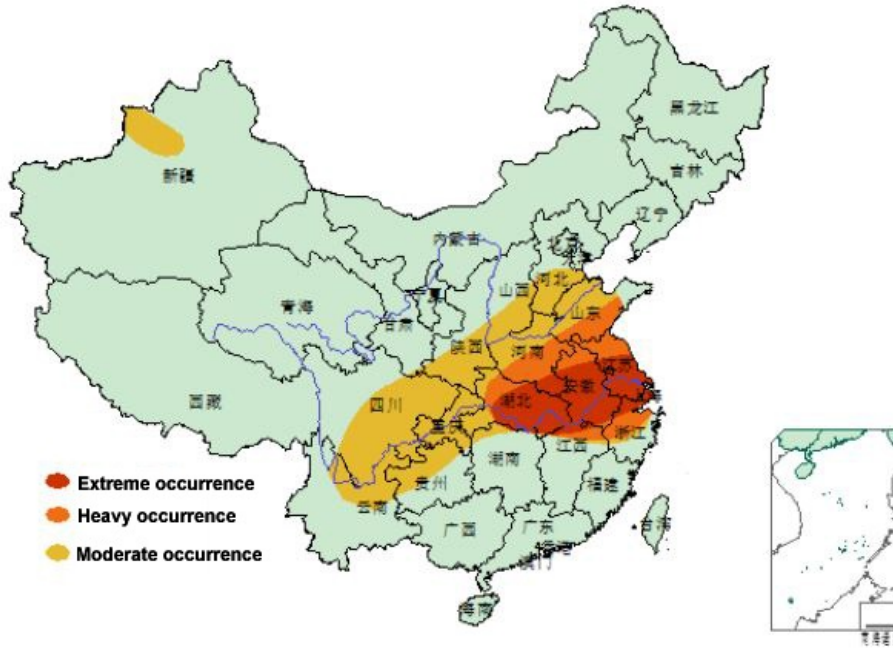 黑龙江
吉林
辽宁
新疆
内蒙古
北京
河北
山西
山东
宁夏
青海
甘肃
陕西
河南
江苏
安徽
西藏
四川
湖北
重庆
浙江
江西
湖南
贵州
福建
云南
台湾
广西
广东
香港
澳门
海南
Extreme occurrence
Heavy occurrence
Moderate occurrence